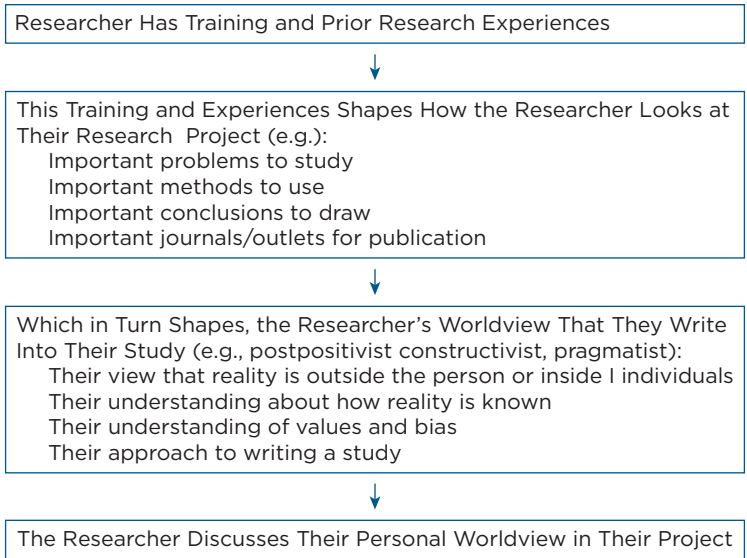 Researcher Has Training and Prior Research Experiences
This Training and Experiences Shapes How the Researcher Looks at
Their Research Project (e.g.):
Important problems to study
Important methods to use
Important conclusions to draw
Important journals/outlets for publication
Which in Turn Shapes, the Researcher’s Worldview That They Write
Into Their Study (e.g., postpositivist constructivist, pragmatist):
Their view that reality is outside the person or inside I individuals
Their understanding about how reality is known
Their understanding of values and bias
Their approach to writing a study
The Researcher Discusses Their Personal Worldview in Their Project